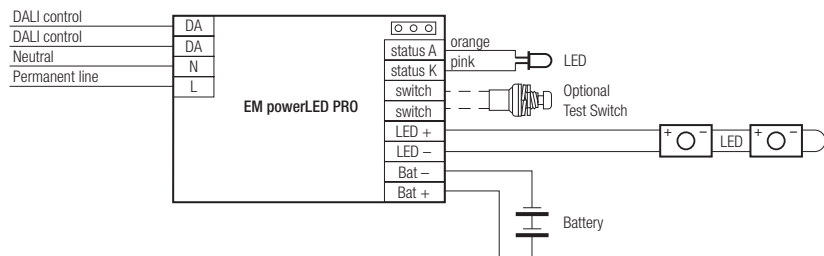 DALI control
DALI control
Neutral
Permanent line
DA
DA
N
L
EM powerLED PRO
status A
status K
switch
switch
LED +
LED –
Bat –
Bat +
orange
pink
LED
Optional
Test Switch
+ –
LED
+ –
Battery